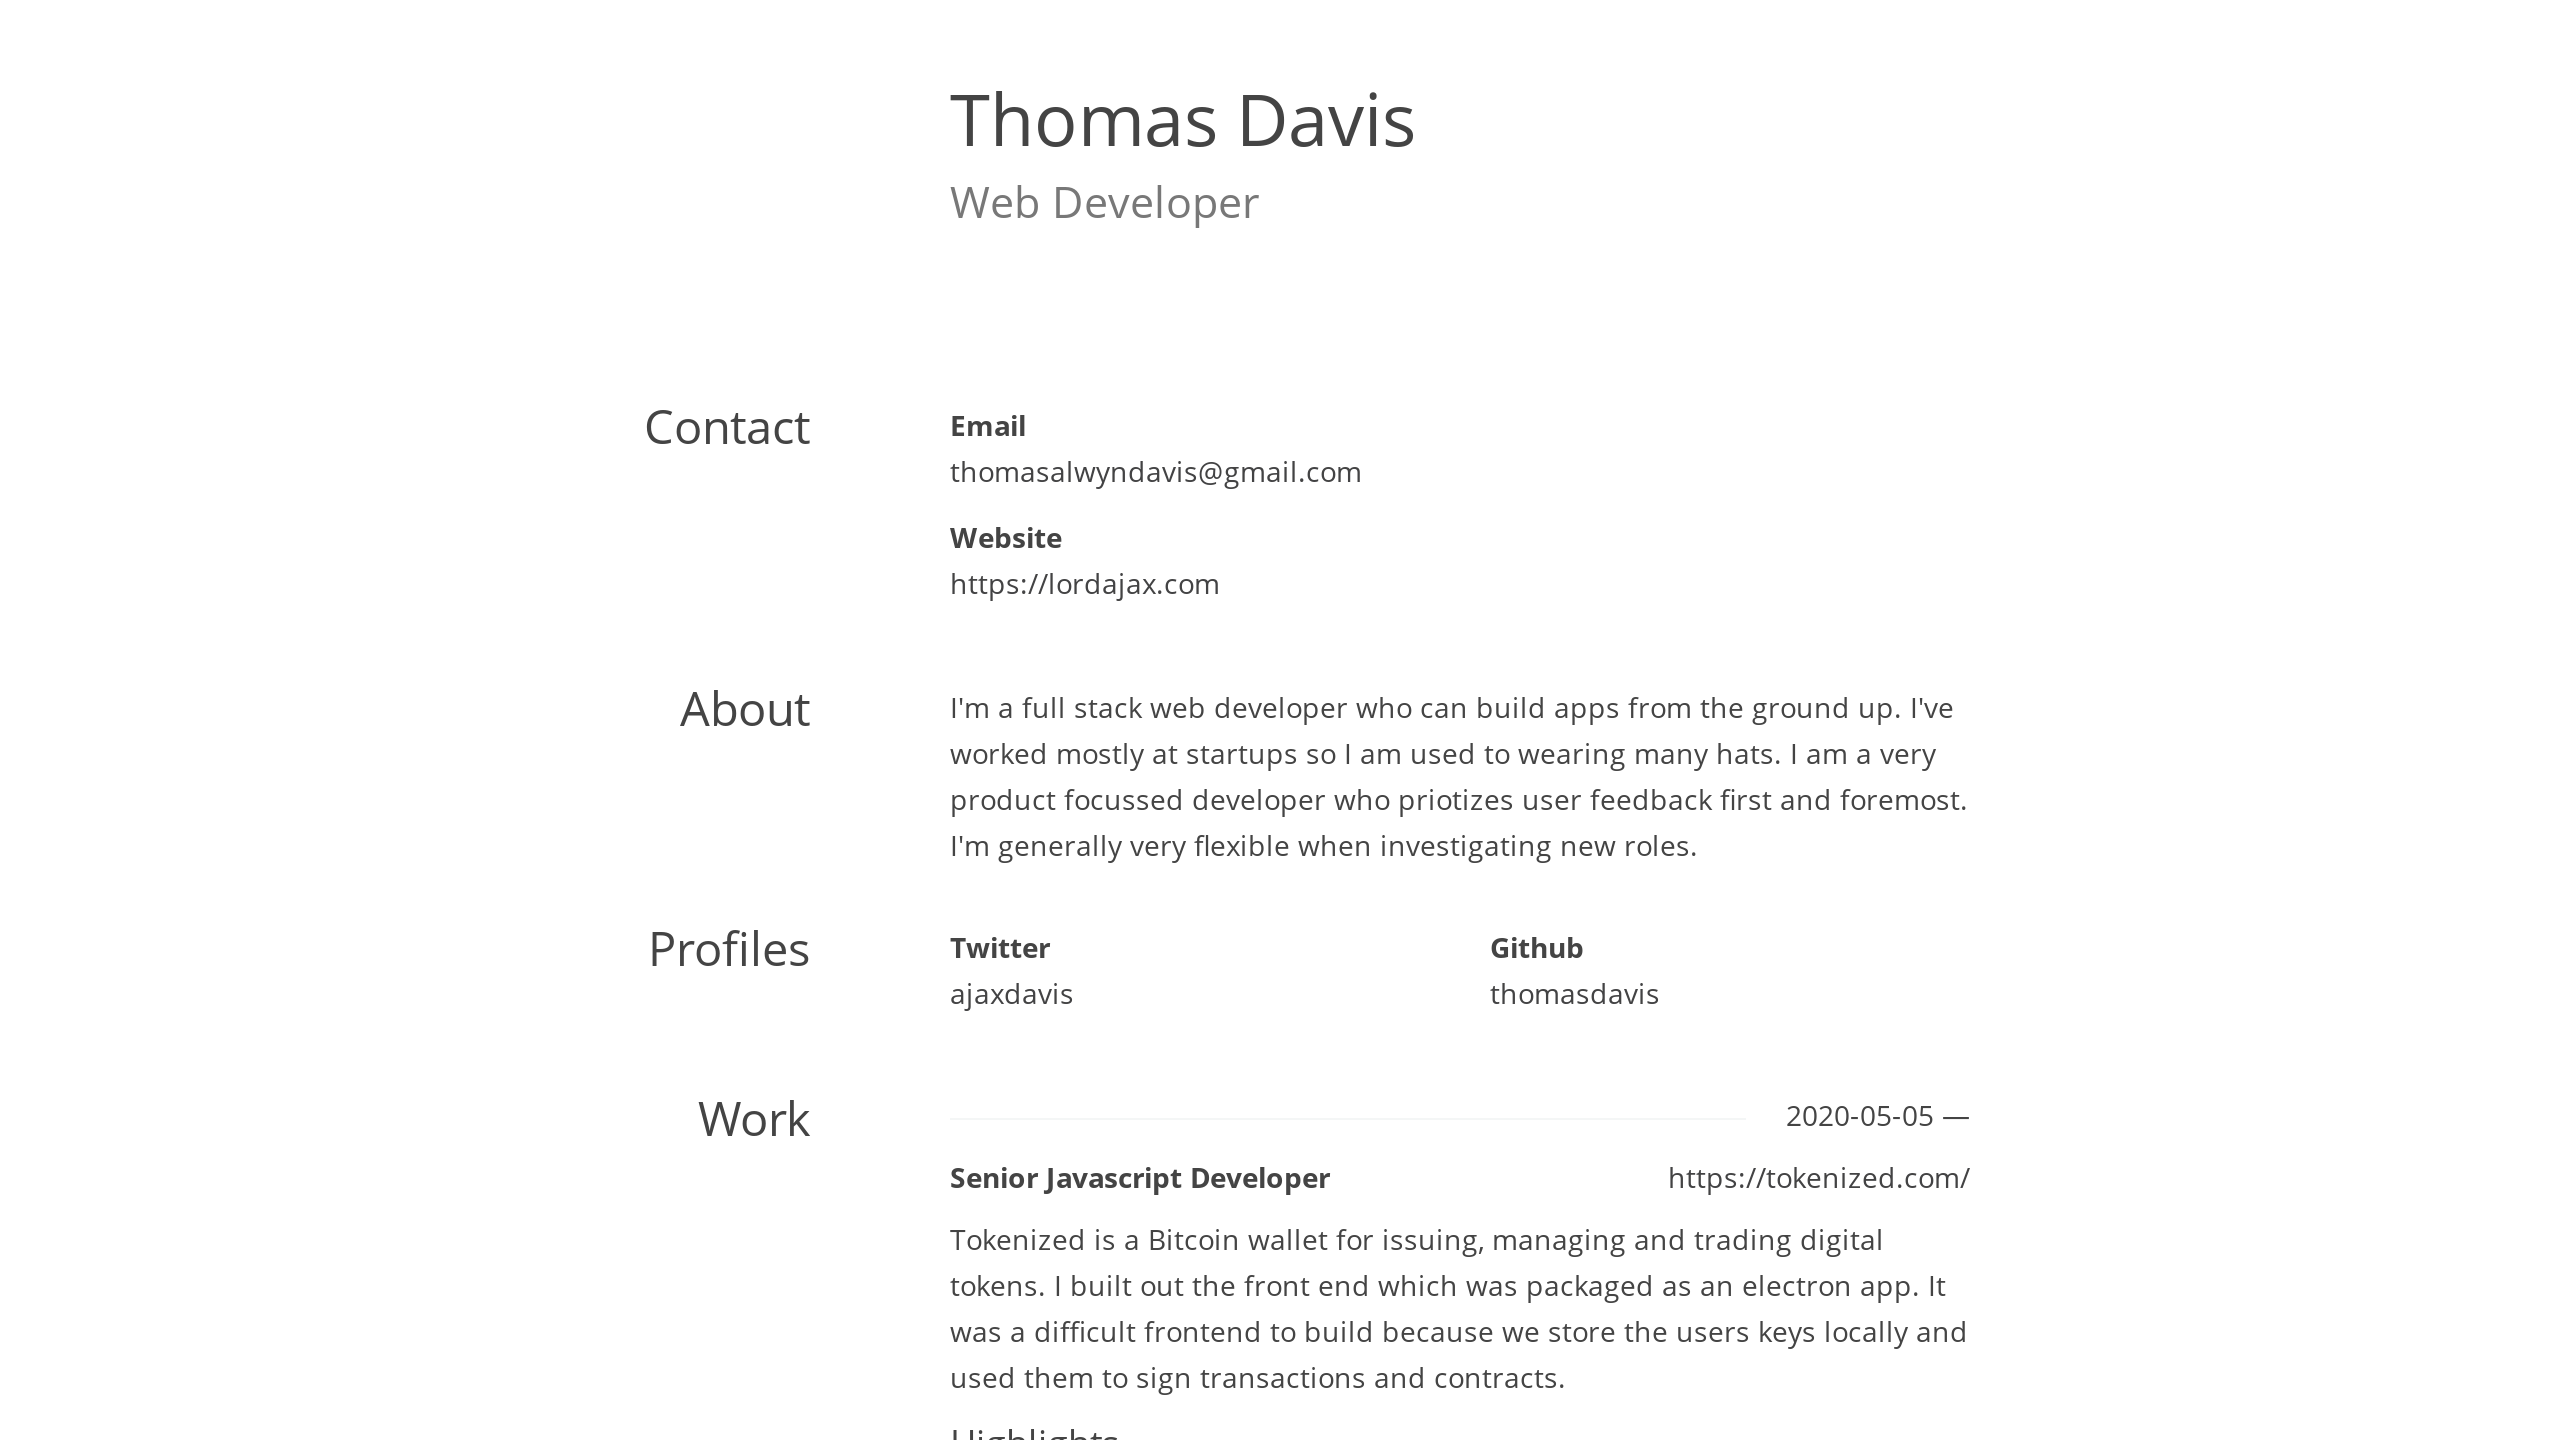 Thomas Davis
Web Developer
Contact
Email
thomasalwyndavis@gmail.com
Website
https://lordajax.com
About
I'm a full stack web developer who can build apps from the ground up. I've
worked mostly at startups so I am used to wearing many hats. I am a very
product focussed developer who priotizes user feedback first and foremost.
I'm generally very flexible when investigating new roles.
Profiles
Twitter
ajaxdavis
Github
thomasdavis
Work
2020-05-05 —
Senior Javascript Developer
https://tokenized.com/
Tokenized is a Bitcoin wallet for issuing, managing and trading digital
tokens. I built out the front end which was packaged as an electron app. It
was a difficult frontend to build because we store the users keys locally and
used them to sign transactions and contracts.
Highlights